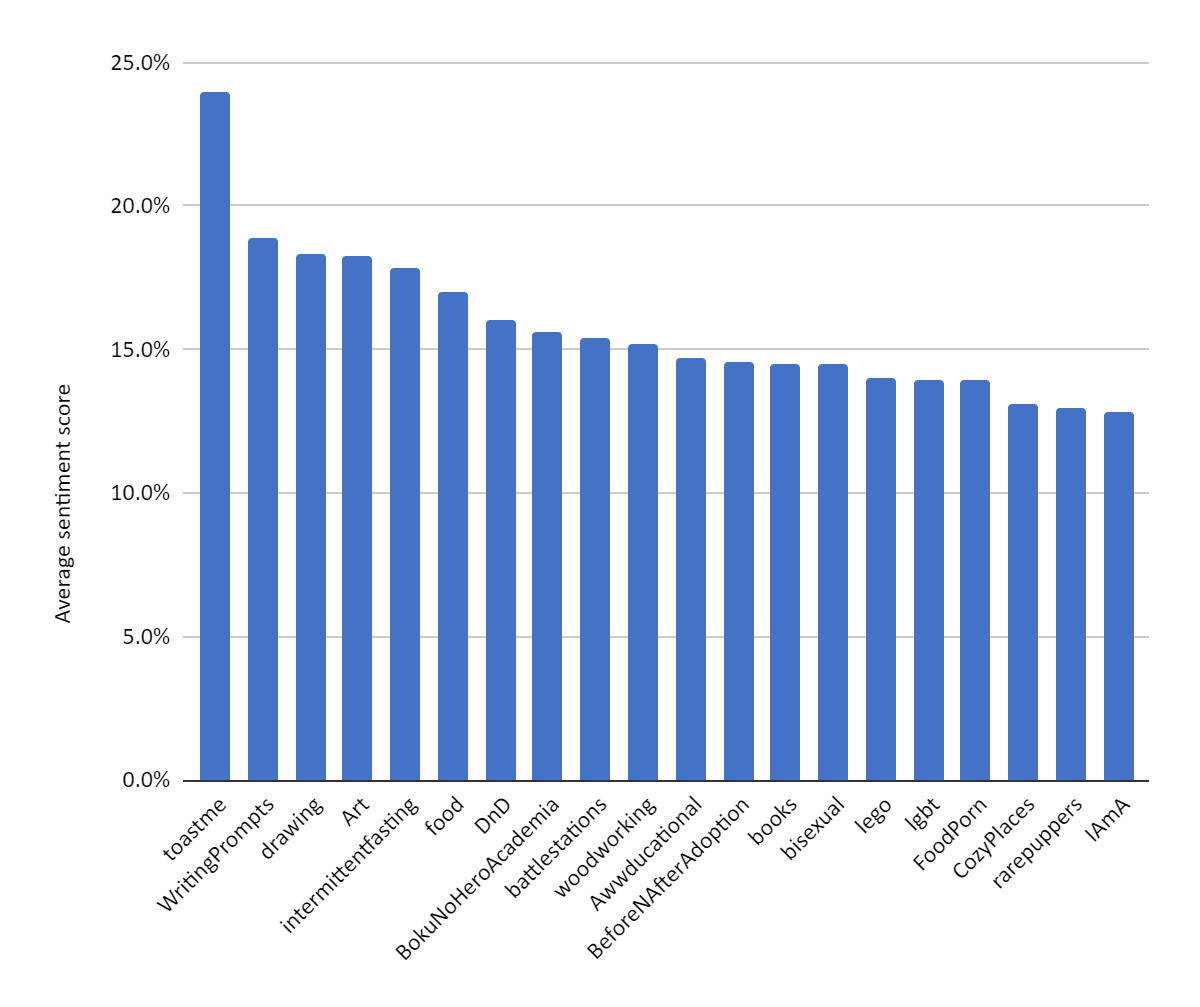 25.0%
20.0%
15.0%
10.0%
5.0%
0.0%
Average sentiment score
toastme
WritingPrompts
drawing
Art
intermittentfasting
food
DnD
BokuNoHeroAcademia
battlestations
woodworking
Awwducational
BeforeNAfterAdoption
books
bisexual
lego
lgbt
FoodPorn
CozyPlaces
rarepuppers
IAmA